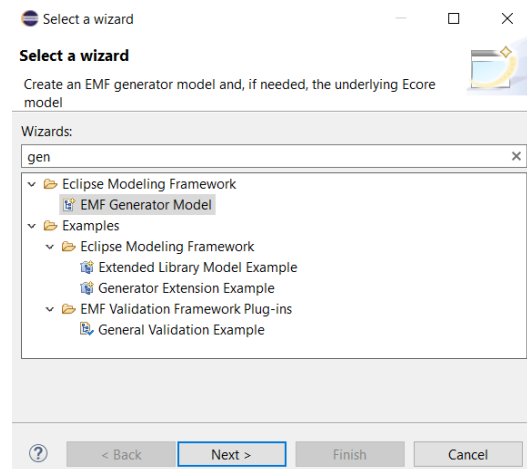 Select a wizard
Select a wizard
Create an EMF generator model and, if needed, the underlying Ecore
model
Wizards:
gen
Eclipse Modeling Framework
EMF Generator Model
Examples
Eclipse Modeling Framework
Extended Library Model Example
Generator Extension Example
EMF Validation Framework Plug-ins
General Validation Example
? < Back Next > Finish Cancel